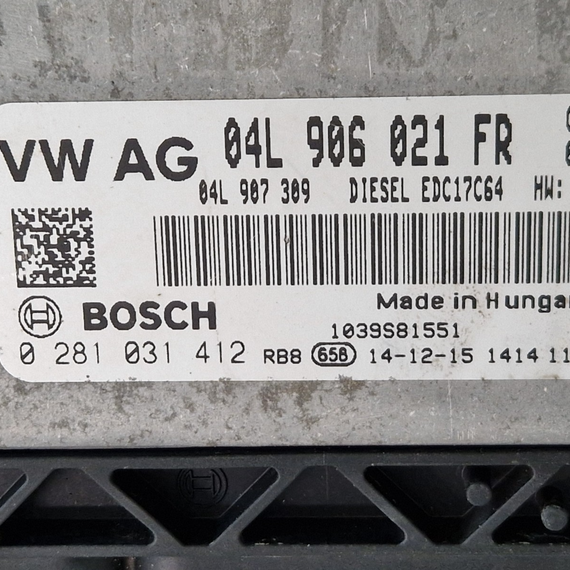 VW AG 04L 906 021 FR
04L 907 309 DIESEL EDC17C64 HW:
BOSCH Made in Hungar
1039S81551
0 281 031 412 RB8 656 14-12-15 1414 11